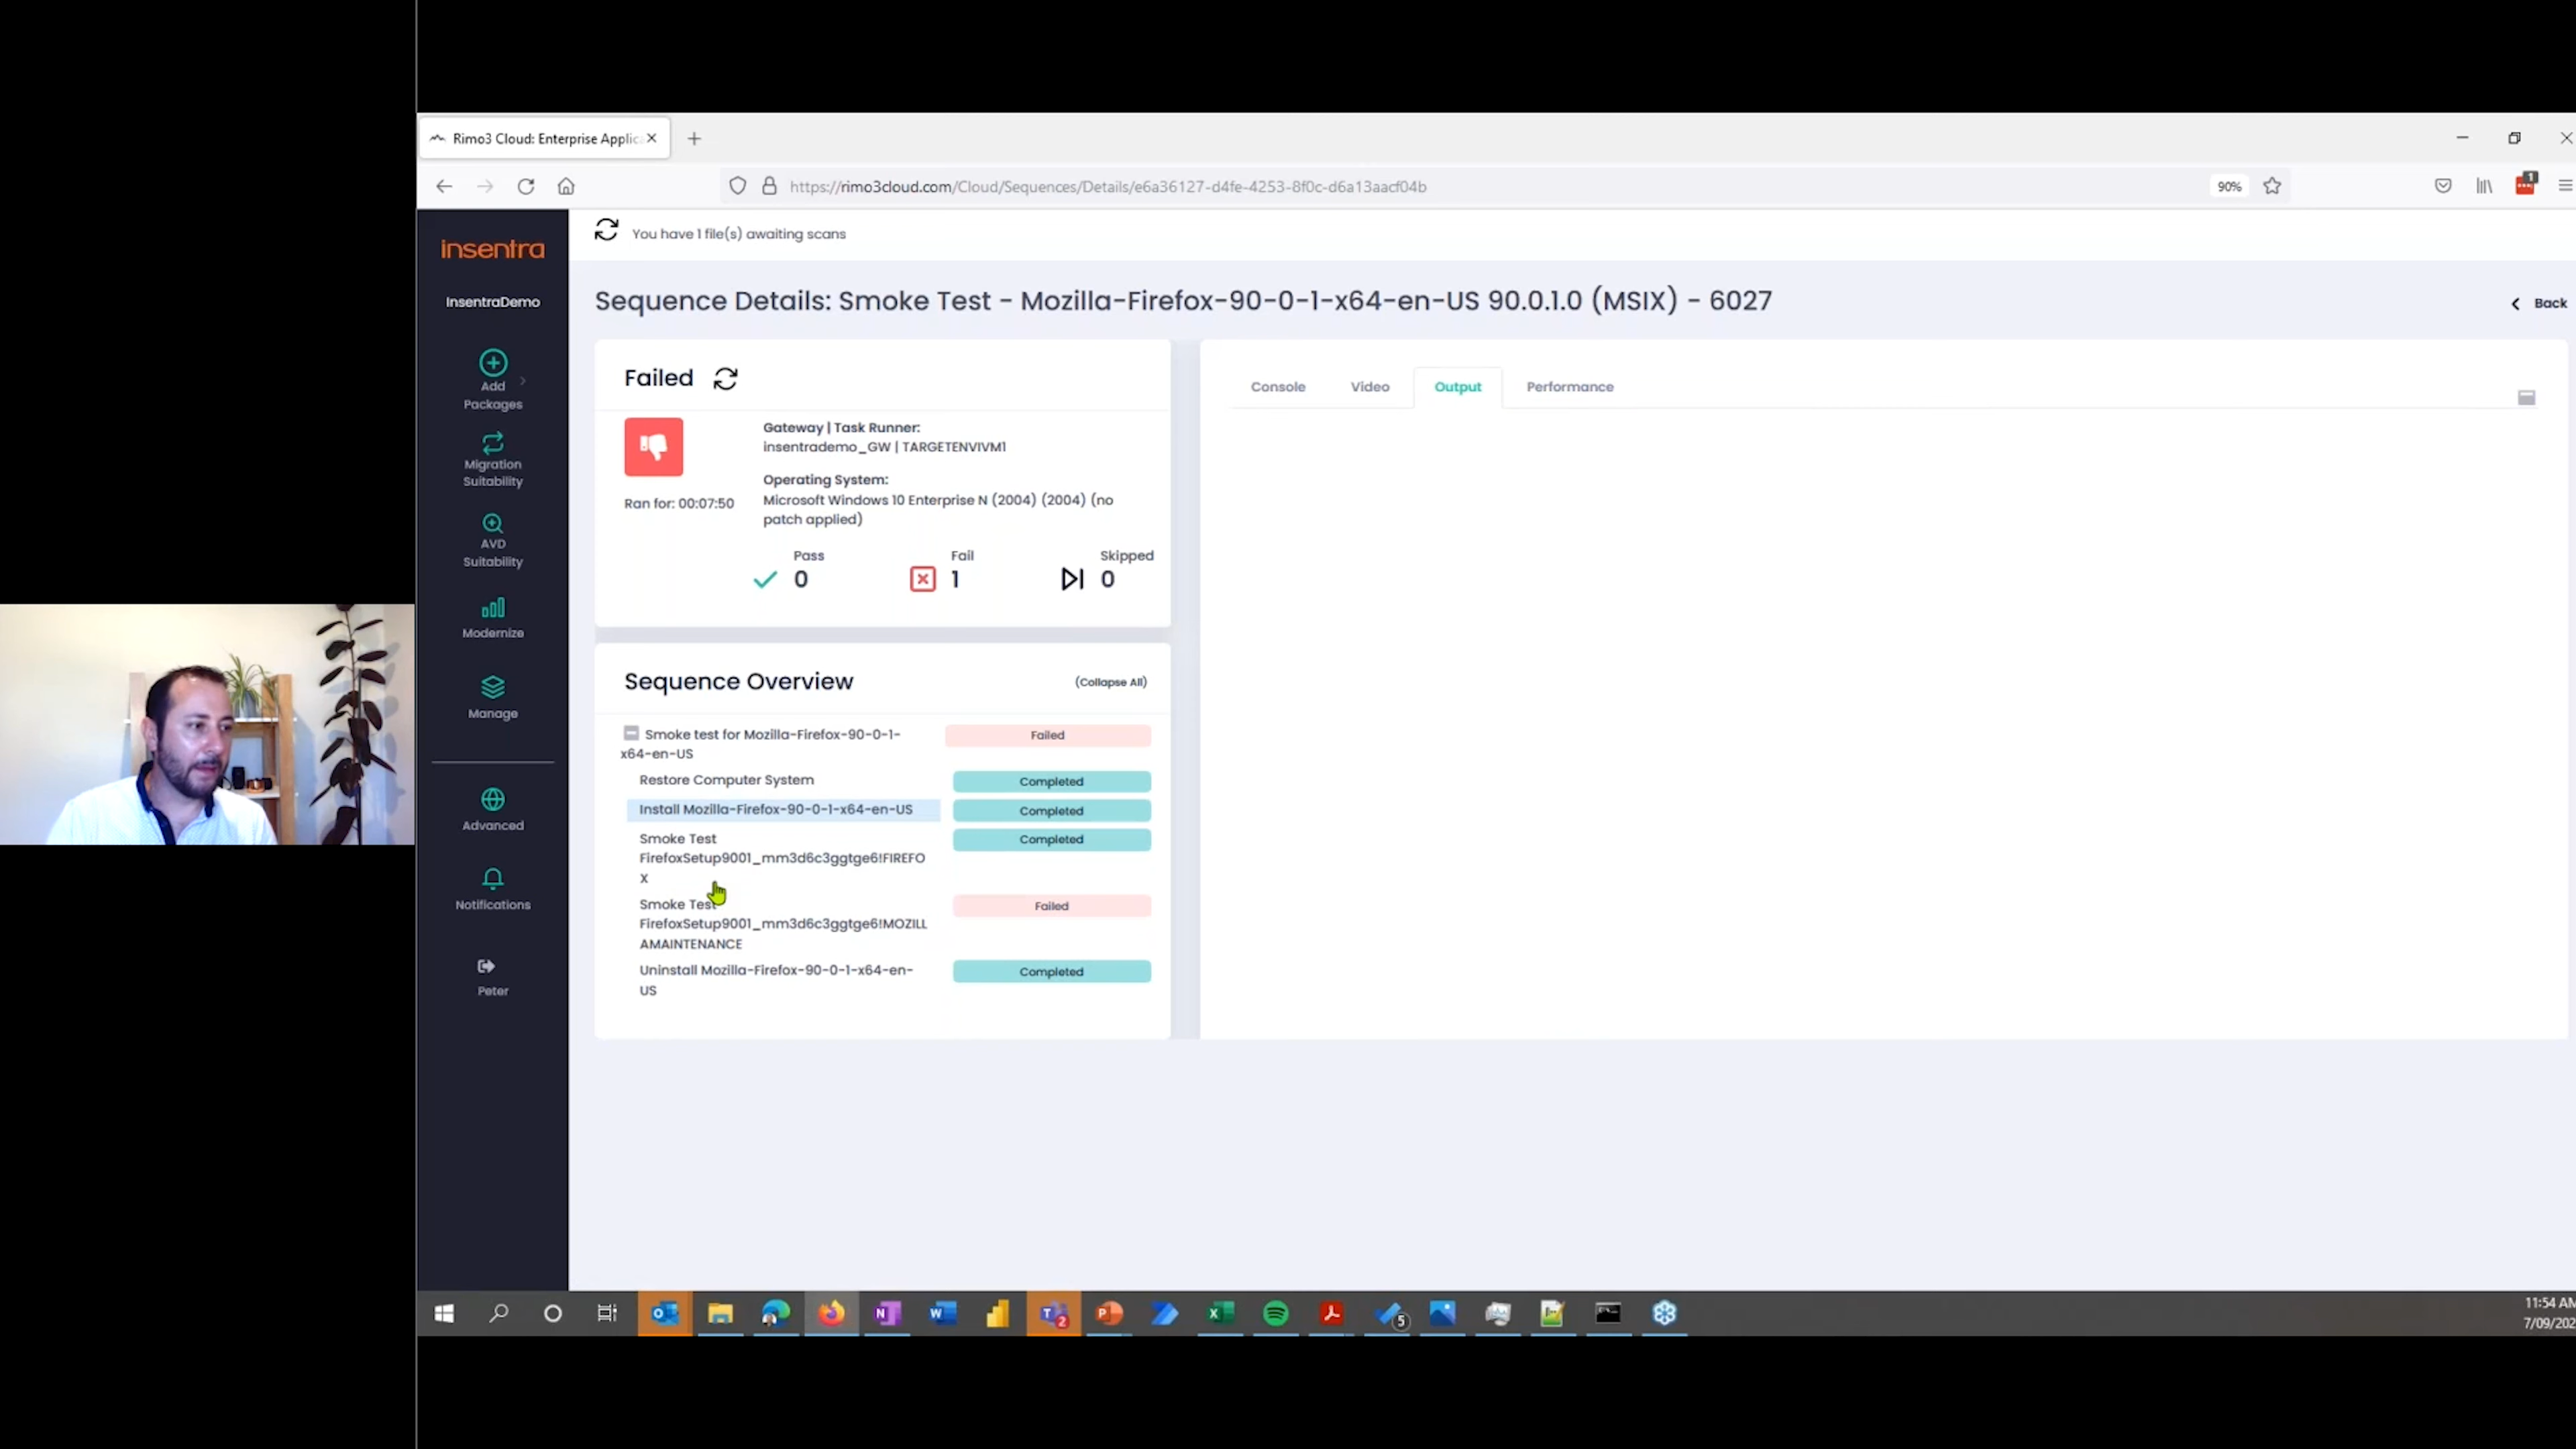 Rimo3 Cloud: Enterprise Applic
https://rimo3cloud.com/Cloud/Sequences/Details/e6a36127-d4fe-4253-8f0c-d6a13aacf04b
90%
1
insentra
InsentraDemo
Add
Packages
Migration
Suitability
AVD
Suitability
Modernize
Manage
Advanced
Notifications
Peter
You have 1 file(s) awaiting scans
Sequence Details: Smoke Test - Mozilla-Firefox-90-0-1-x64-en-US 90.0.1.0 (MSIX) - 6027
Back
Failed
Ran for: 00:07:50
Gateway | Task Runner:
insentrademo_GW | TARGETENVIVM1
Operating System:
Microsoft Windows 10 Enterprise N (2004) (2004) (no
patch applied)
Pass
0
Fail
1
Skipped
0
Sequence Overview
(Collapse All)
Smoke test for Mozilla-Firefox-90-0-1-
x64-en-US
Failed
Restore Computer System
Completed
Install Mozilla-Firefox-90-0-1-x64-en-US
Completed
Smoke Test
FirefoxSetup9001_mm3d6c3ggtge6!FIREFO
X
Completed
Smoke Test
FirefoxSetup9001_mm3d6c3ggtge6!MOZILL
AMAINTENANCE
Failed
Uninstall Mozilla-Firefox-90-0-1-x64-en-
US
Completed
Console
Video
Output
Performance
2
5
11:54 AM
7/09/202